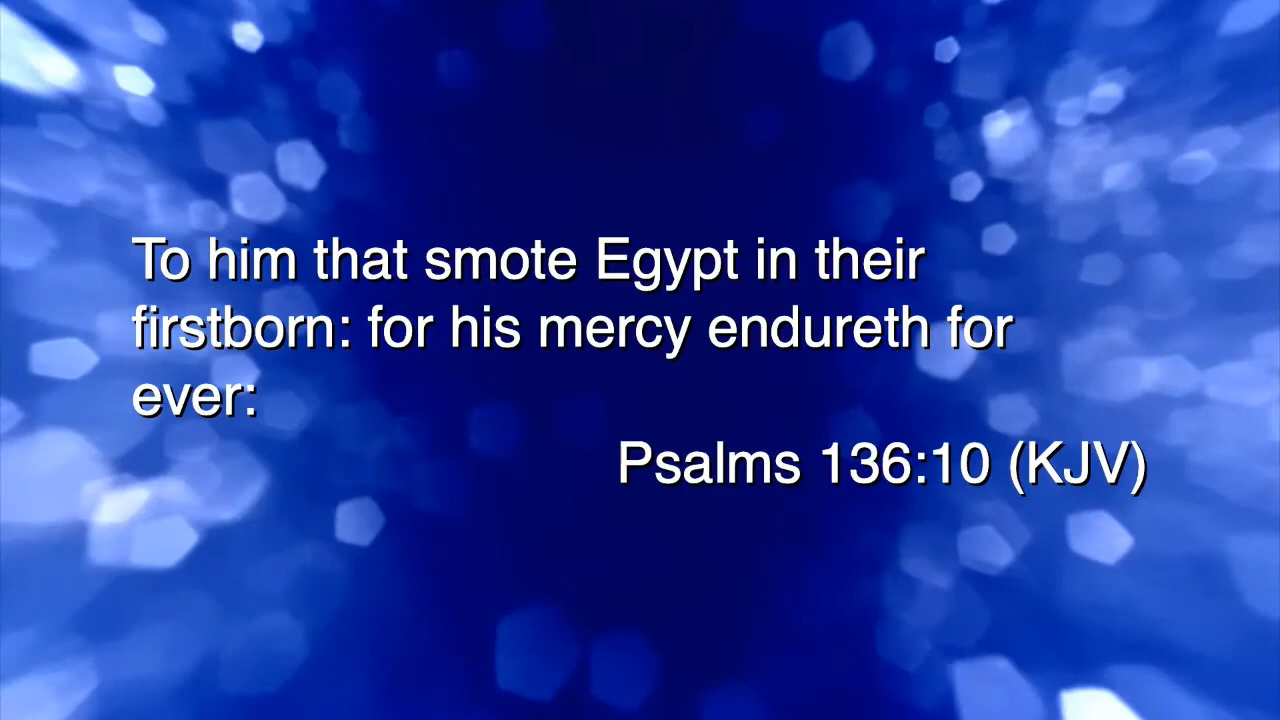 To him that smote Egypt in their
firstborn: for his mercy endureth for
ever:
Psalms 136:10 (KJV)